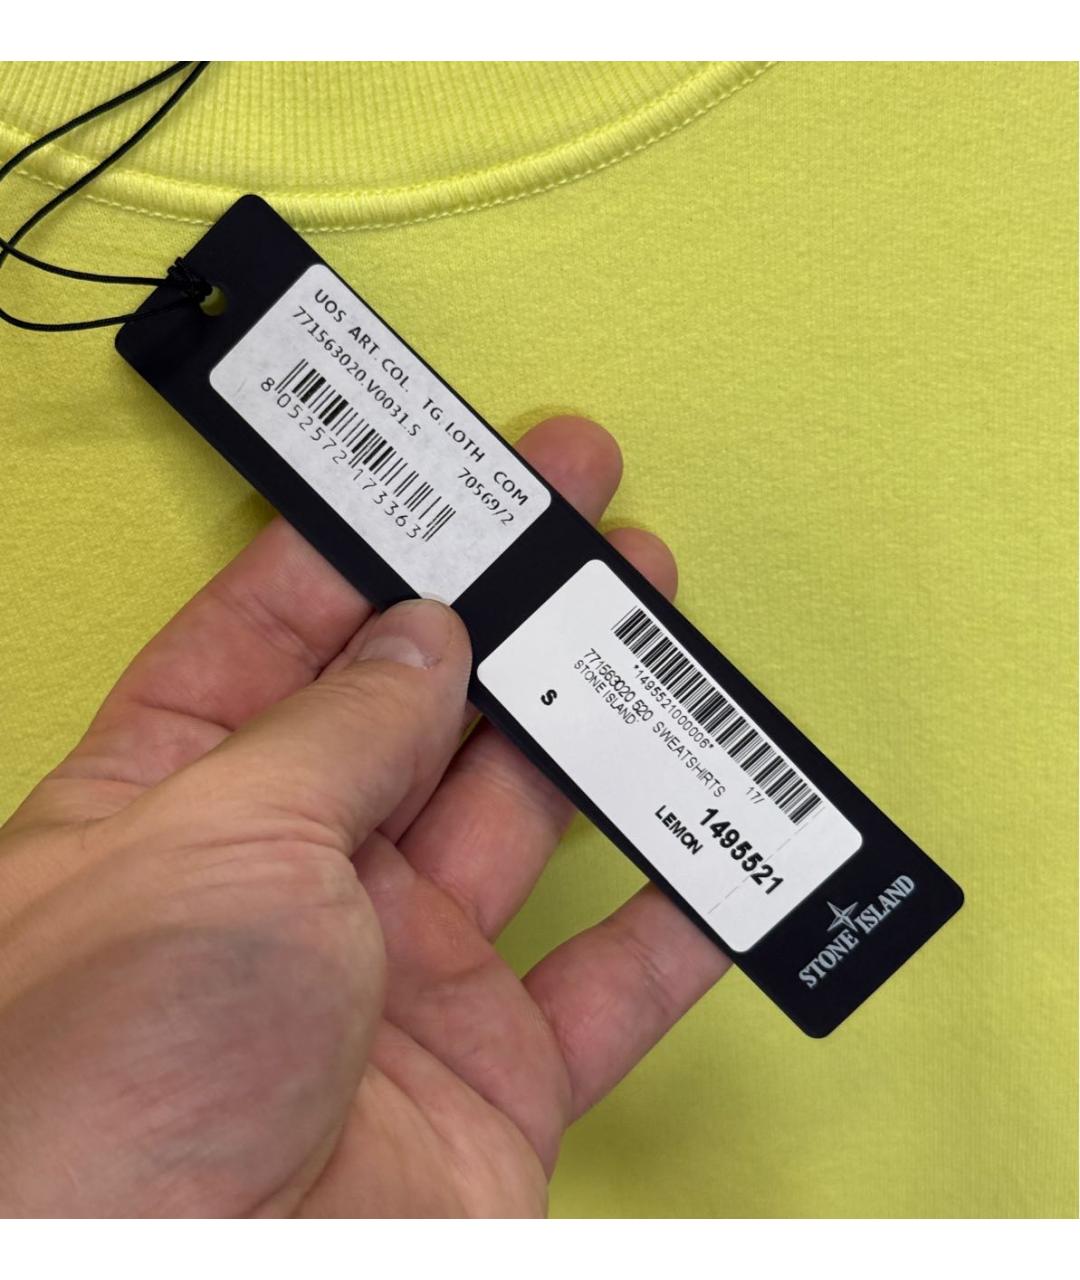 UOS ART. COL. TG. LOTH COM
771563020.V0031.S 70569/2
8 052572 173363
*1495521000006*
771563020 520 SWEATSHIRTS 17/
STONE ISLAND
S
1495521
LEMON
STONE ISLAND